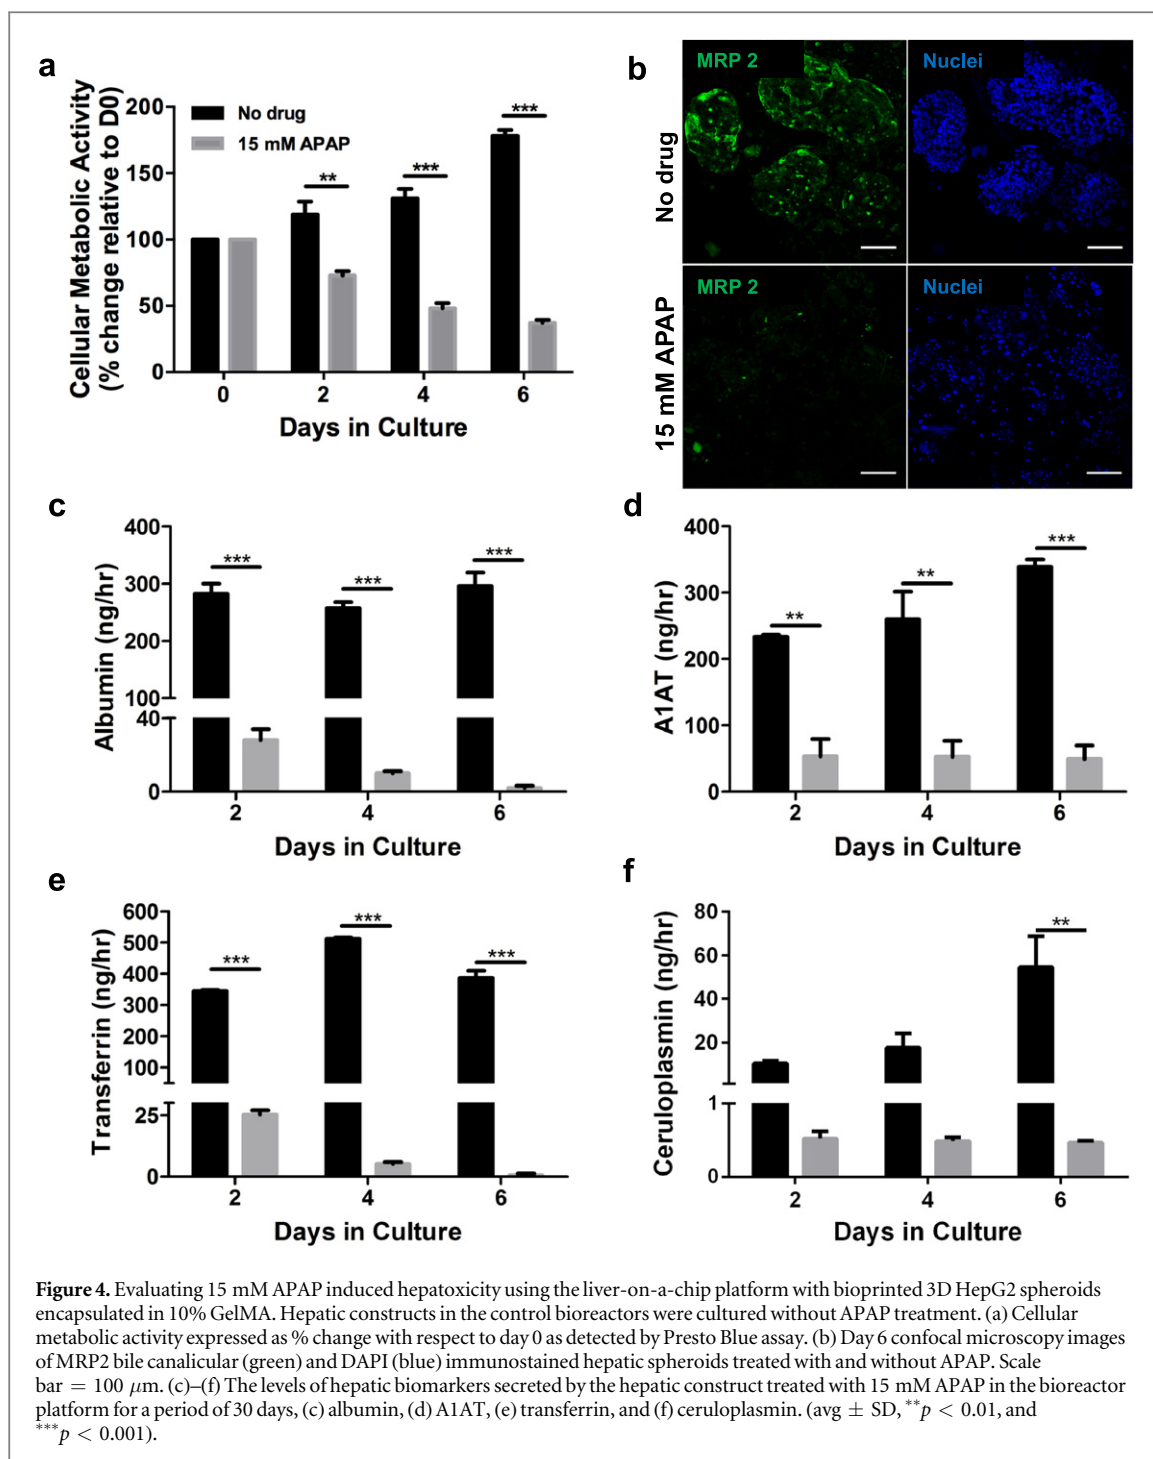 a
Cellular Metabolic Activity
(% change relative to D0)
200
150
100
50
0
No drug
15 mM APAP
**
***
***
0 2 4 6
Days in Culture
b
MRP 2
Nuclei
No drug
MRP 2
Nuclei
15 mM APAP
c
Albumin (ng/hr)
400
300
200
100
40
0
***
***
***
2 4 6
Days in Culture
d
A1AT (ng/hr)
400
300
200
100
0
**
**
***
2 4 6
Days in Culture
e
Transferrin (ng/hr)
600
500
400
300
200
100
25
0
***
***
***
2 4 6
Days in Culture
f
Ceruloplasmin (ng/hr)
80
60
40
20
1
0
**
2 4 6
Days in Culture
Figure 4. Evaluating 15 mM APAP induced hepatoxicity using the liver-on-a-chip platform with bioprinted 3D HepG2 spheroids
encapsulated in 10% GelMA. Hepatic constructs in the control bioreactors were cultured without APAP treatment. (a) Cellular
metabolic activity expressed as % change with respect to day 0 as detected by Presto Blue assay. (b) Day 6 confocal microscopy images
of MRP2 bile canalicular (green) and DAPI (blue) immunostained hepatic spheroids treated with and without APAP. Scale
bar = 100 μm. (c)–(f) The levels of hepatic biomarkers secreted by the hepatic construct treated with 15 mM APAP in the bioreactor
platform for a period of 30 days, (c) albumin, (d) A1AT, (e) transferrin, and (f) ceruloplasmin. (avg ± SD, **p < 0.01, and
***p < 0.001).